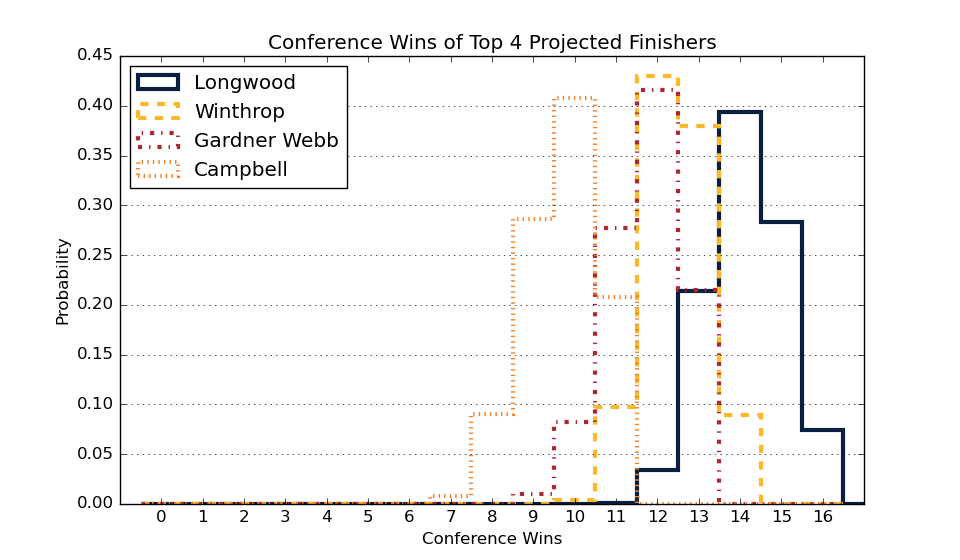 Conference Wins of Top 4 Projected Finishers
Longwood
Winthrop
Gardner Webb
Campbell
Probability
0.45
0.40
0.35
0.30
0.25
0.20
0.15
0.10
0.05
0.00
0 1 2 3 4 5 6 7 8 9 10 11 12 13 14 15 16
Conference Wins